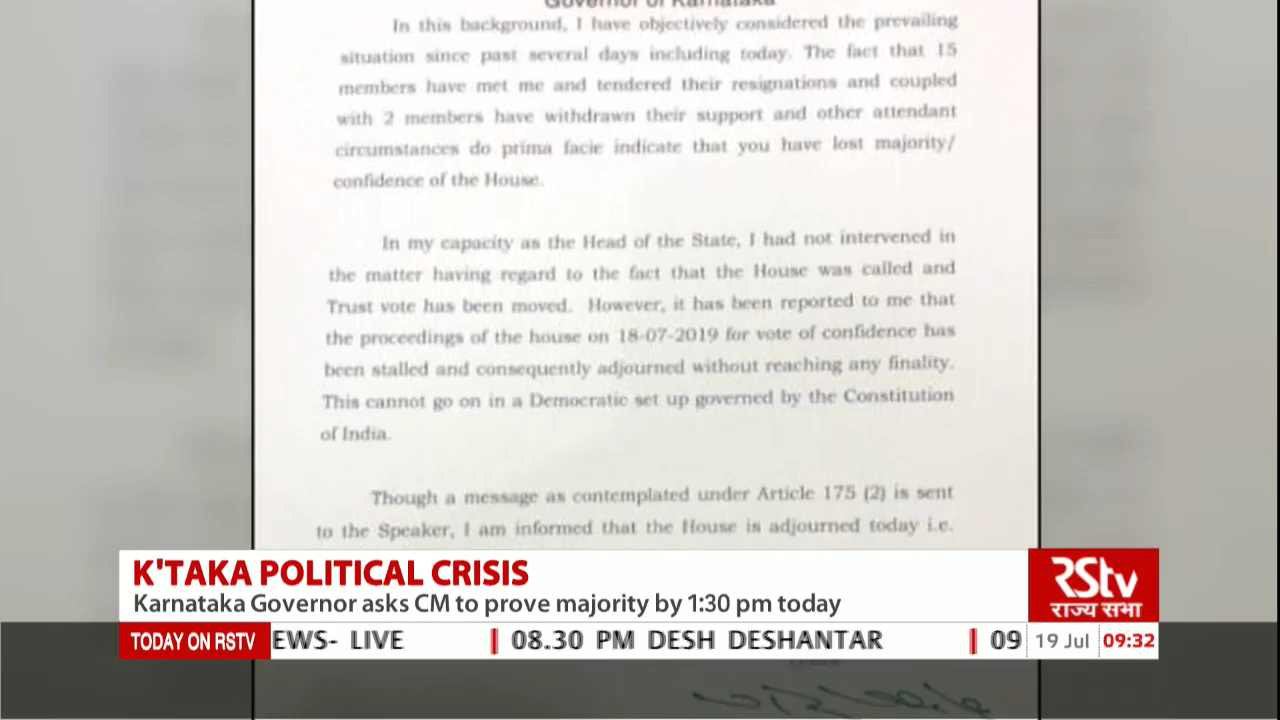 Governor of Karnataka
In this background, I have objectively considered the prevailing
situation since past several days including today. The fact that 15
members have met me and tendered their resignations and coupled
with 2 members have withdrawn their support and other attendant
circumstances do prima facie indicate that you have lost majority/
confidence of the House.
In my capacity as the Head of the State, I had not intervened in
the matter having regard to the fact that the House was called and
Trust vote has been moved. However, it has been reported to me that
the proceedings of the house on 18-07-2019 for vote of confidence has
been stalled and consequently adjourned without reaching any finality.
This cannot go on in a Democratic set up governed by the Constitution
of India.
Though a message as contemplated under Article 175 (2) is sent
to the Speaker, I am informed that the House is adjourned today i.e.
K'TAKA POLITICAL CRISIS
Karnataka Governor asks CM to prove majority by 1:30 pm today
RSTV
राज्य सभा
TODAY ON RSTV EWS- LIVE | 08.30 PM DESH DESHANTAR | 09 19 Jul 09:32